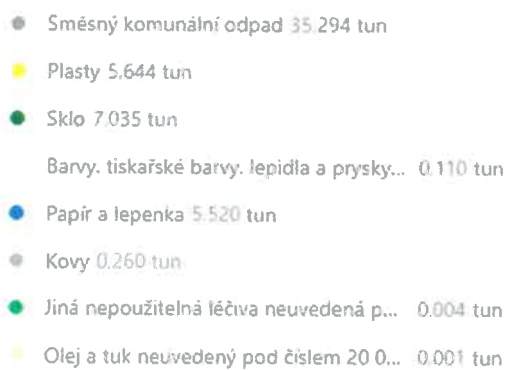 Směsný komunální odpad 35.294 tun
Plasty 5.644 tun
Sklo 7.035 tun
Barvy. tiskařské barvy. lepidla a prysky... 0.110 tun
Papír a lepenka 5.520 tun
Kovy 0.260 tun
Jiná nepoužitelná léčiva neuvedená p... 0.004 tun
Olej a tuk neuvedený pod číslem 20 0... 0.001 tun